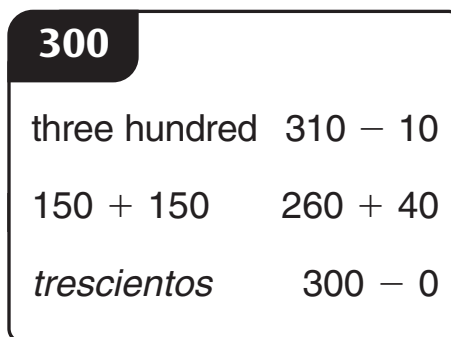 300
three hundred 310 − 10
150 + 150 260 + 40
trescientos 300 − 0